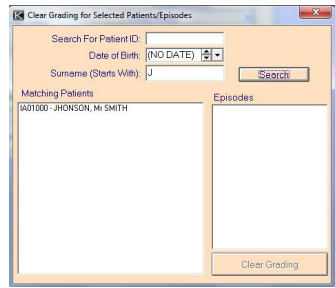 Clear Grading for Selected Patients/Episodes
Search For Patient ID:
Date of Birth: (NO DATE)
Surname (Starts With): J
Search
Matching Patients
Episodes
IA01000 - JHONSON, Mr SMITH
Clear Grading